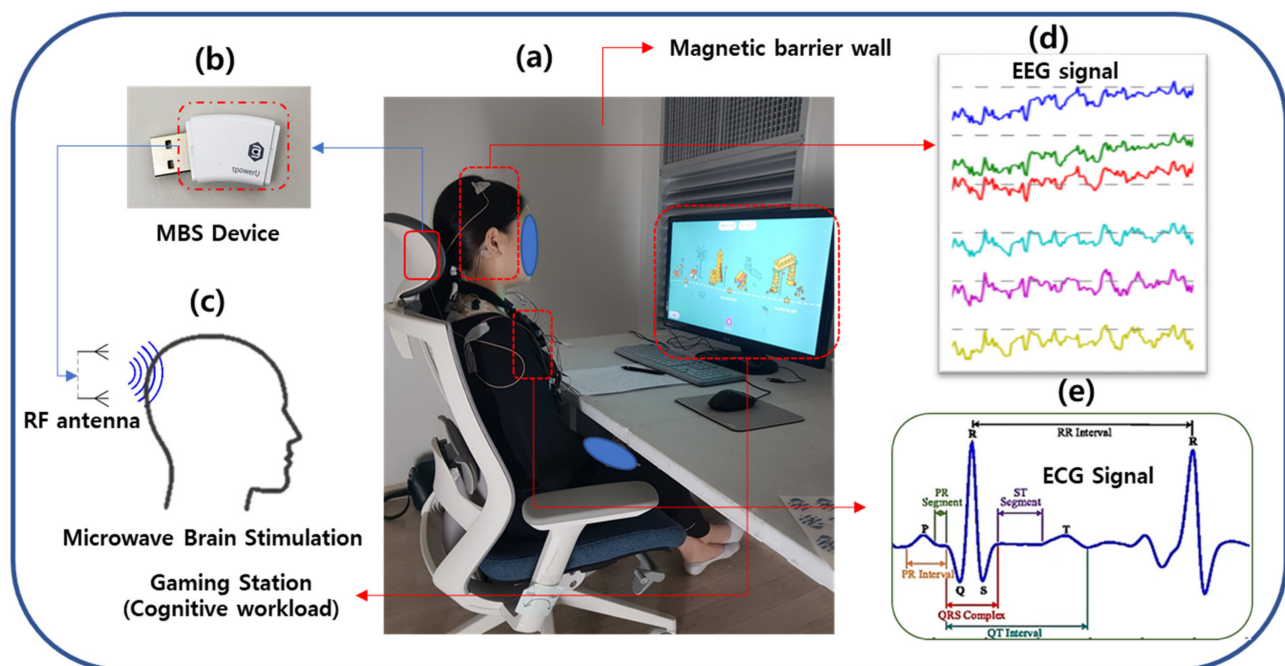 (a)
Magnetic barrier wall
(b)
tpowerU
MBS Device
(c)
RF antenna
Microwave Brain Stimulation
Gaming Station
(Cognitive workload)
(d)
EEG signal
(e)
R
RR Interval
R
ECG Signal
PR
Segment
ST
Segment
P
T
PR Interval
Q
S
QRS Complex
QT Interval